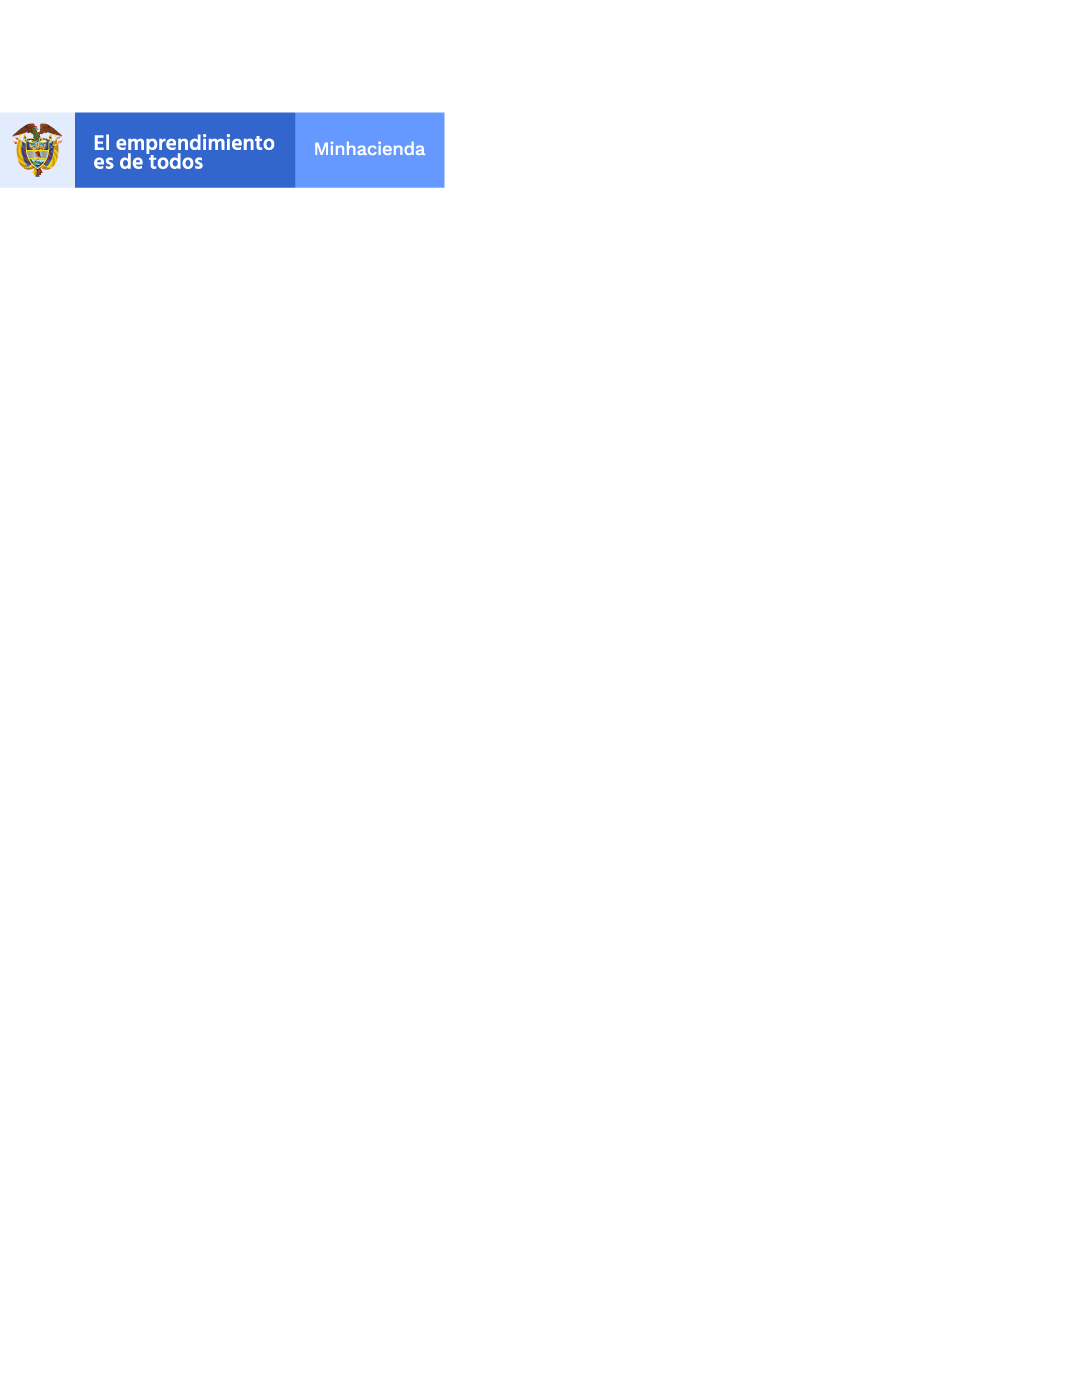 El emprendimiento
es de todos
Minhacienda